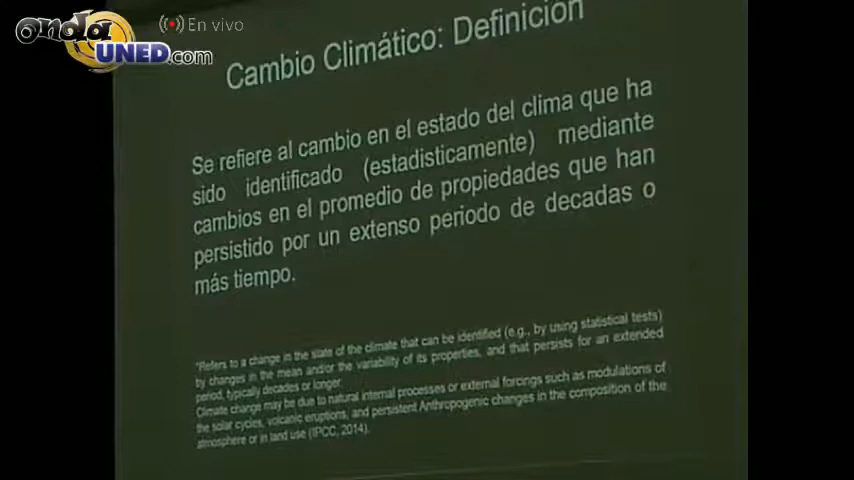 onda
UNED.com
En vivo
Cambio Climático: Definición
Se refiere al cambio en el estado del clima que ha
sido identificado (estadisticamente) mediante
cambios en el promedio de propiedades que han
persistido por un extenso periodo de decadas o
más tiempo.
"Refers to a change in the state of the climate that can be identified (e.g., by using statistical tests)
by changes in the mean and/or the variability of its properties, and that persists for an extended
period, typically decades or longer.
Climate change may be due to natural internal processes or external forcings such as modulations of
the solar cycles, volcanic eruptions, and persistent Anthropogenic changes in the composition of the
atmosphere or in land use (IPCC, 2014).